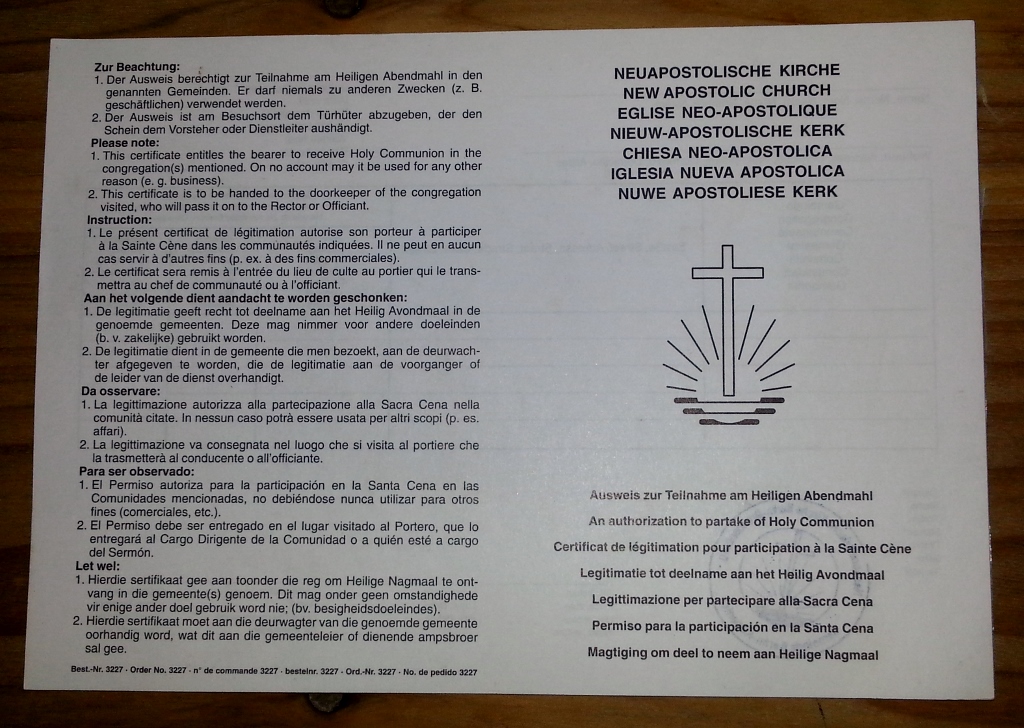 Zur Beachtung:
1. Der Ausweis berechtigt zur Teilnahme am Heiligen Abendmahl in den
genannten Gemeinden. Er darf niemals zu anderen Zwecken (z. B.
geschäftlichen) verwendet werden.
2. Der Ausweis ist am Besuchsort dem Türhüter abzugeben, der den
Schein dem Vorsteher oder Dienstleiter aushändigt.
Please note:
1. This certificate entitles the bearer to receive Holy Communion in the
congregation(s) mentioned. On no account may it be used for any other
reason (e. g. business).
2. This certificate is to be handed to the doorkeeper of the congregation
visited, who will pass it on to the Rector or Officiant.
Instruction:
1. Le présent certificat de légitimation autorise son porteur à participer
à la Sainte Cène dans les communautés indiquées. Il ne peut en aucun
cas servir à d'autres fins (p. ex. à des fins commerciales).
2. Le certificat sera remis à l'entrée du lieu de culte au portier qui le trans-
mettra au chef de communauté ou à l'officiant.
Aan het volgende dient aandacht te worden geschonken:
1. De legitimatie geeft recht tot deelname aan het Heilig Avondmaal in de
genoemde gemeenten. Deze mag nimmer voor andere doeleinden
(b. v. zakelijke) gebruikt worden.
2. De legitimatie dient in de gemeente die men bezoekt, aan de deurwach-
ter afgegeven te worden, die de legitimatie aan de voorganger of
de leider van de dienst overhandigt.
Da osservare:
1. La legittimazione autorizza alla partecipazione alla Sacra Cena nella
comunità citate. In nessun caso potrà essere usata per altri scopi (p. es.
affari).
2. La legittimazione va consegnata nel luogo che si visita al portiere che
la trasmetterà al conducente o all'officiante.
Para ser observado:
1. El Permiso autoriza para la participación en la Santa Cena en las
Comunidades mencionadas, no debiéndose nunca utilizar para otros
fines (comerciales, etc.).
2. El Permiso debe ser entregado en el lugar visitado al Portero, que lo
entregará al Cargo Dirigente de la Comunidad o a quién esté a cargo
del Sermón.
Let wel:
1. Hierdie sertifikaat gee aan toonder die reg om Heilige Nagmaal te ont-
vang in die gemeente(s) genoem. Dit mag onder geen omstandighede
vir enige ander doel gebruik word nie; (bv. besigheidsdoeleindes).
2. Hierdie sertifikaat moet aan die deurwagter van die genoemde gemeente
oorhandig word, wat dit aan die gemeenteleier of dienende ampsbroer
sal gee.
Best.-Nr. 3227 · Order No. 3227 · n° de commande 3227 · bestelnr. 3227 · Ord.-Nr. 3227 · No. de pedido 3227
NEUAPOSTOLISCHE KIRCHE
NEW APOSTOLIC CHURCH
EGLISE NEO-APOSTOLIQUE
NIEUW-APOSTOLISCHE KERK
CHIESA NEO-APOSTOLICA
IGLESIA NUEVA APOSTOLICA
NUWE APOSTOLIESE KERK
Ausweis zur Teilnahme am Heiligen Abendmahl
An authorization to partake of Holy Communion
Certificat de légitimation pour participation à la Sainte Cène
Legitimatie tot deelname aan het Heilig Avondmaal
Legittimazione per partecipare alla Sacra Cena
Permiso para la participación en la Santa Cena
Magtiging om deel to neem aan Heilige Nagmaal